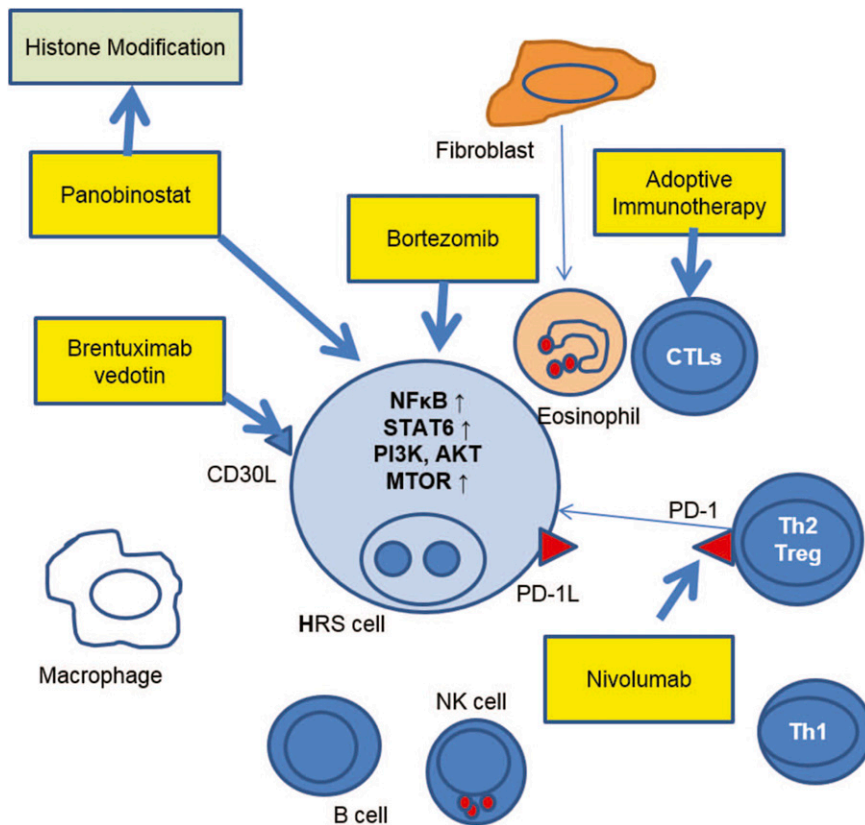 Histone Modification
Panobinostat
Fibroblast
Adoptive
Immunotherapy
Bortezomib
Brentuximab
vedotin
CTLs
Eosinophil
NFκB ↑
STAT6 ↑
PI3K, AKT
MTOR ↑
CD30L
PD-1
Th2
Treg
PD-1L
HRS cell
Macrophage
Nivolumab
NK cell
Th1
B cell